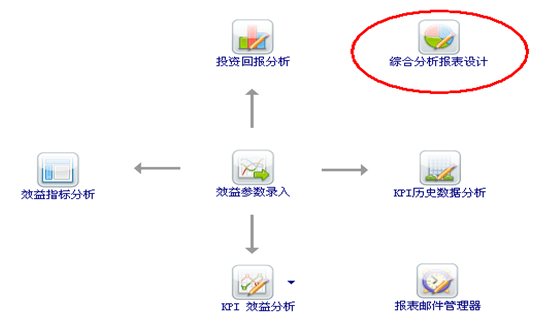 投资回报分析
综合分析报表设计
效益指标分析
效益参数录入
KPI历史数据分析
KPI 效益分析
报表邮件管理器